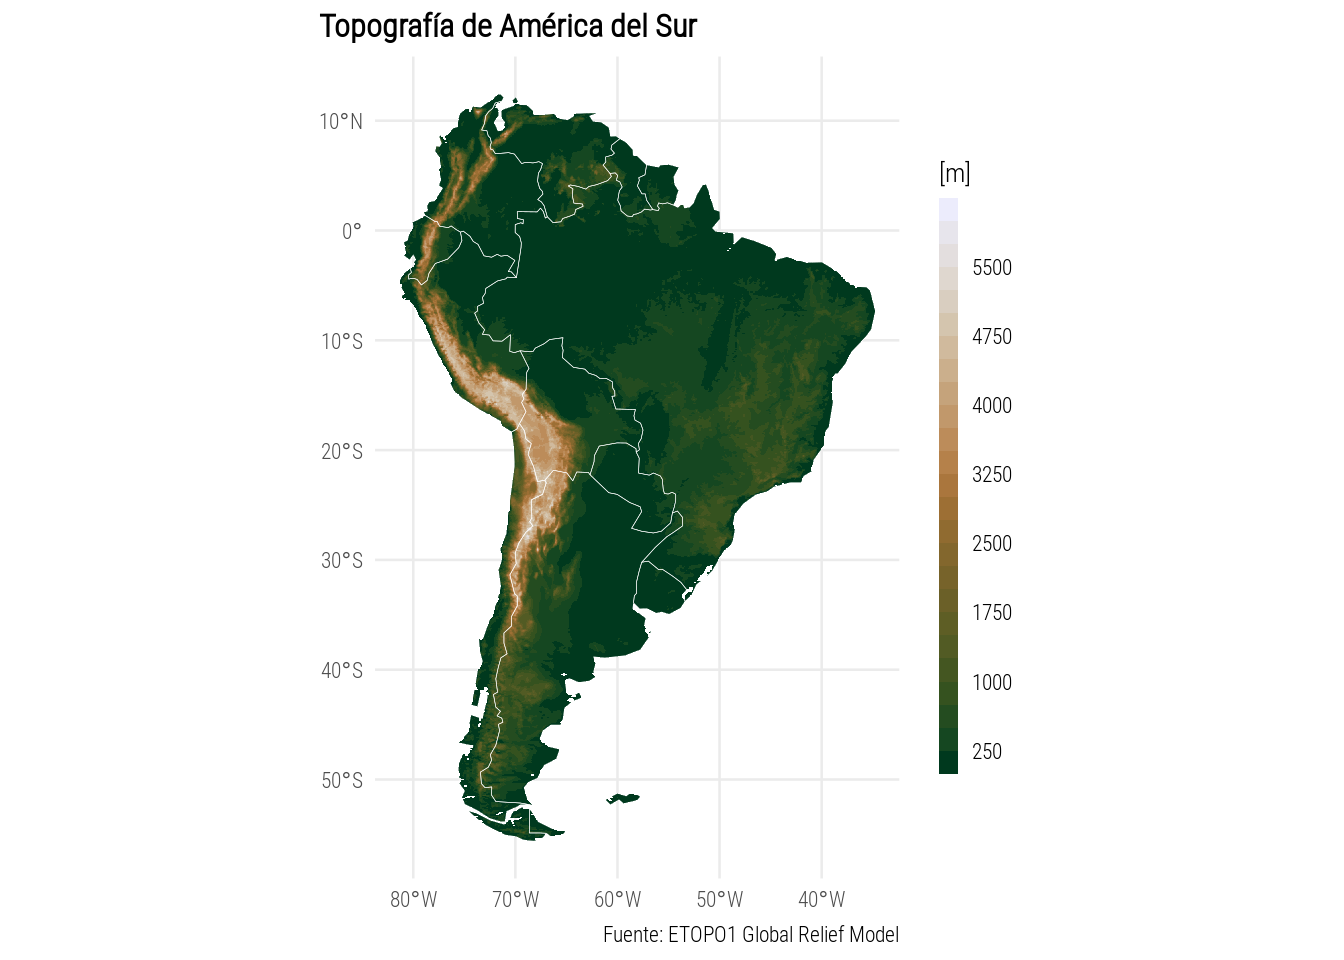 Topografía de América del Sur
10°N
0°
10°S
20°S
30°S
40°S
50°S
80°W
70°W
60°W
50°W
40°W
[m]
5500
4750
4000
3250
2500
1750
1000
250
Fuente: ETOPO1 Global Relief Model